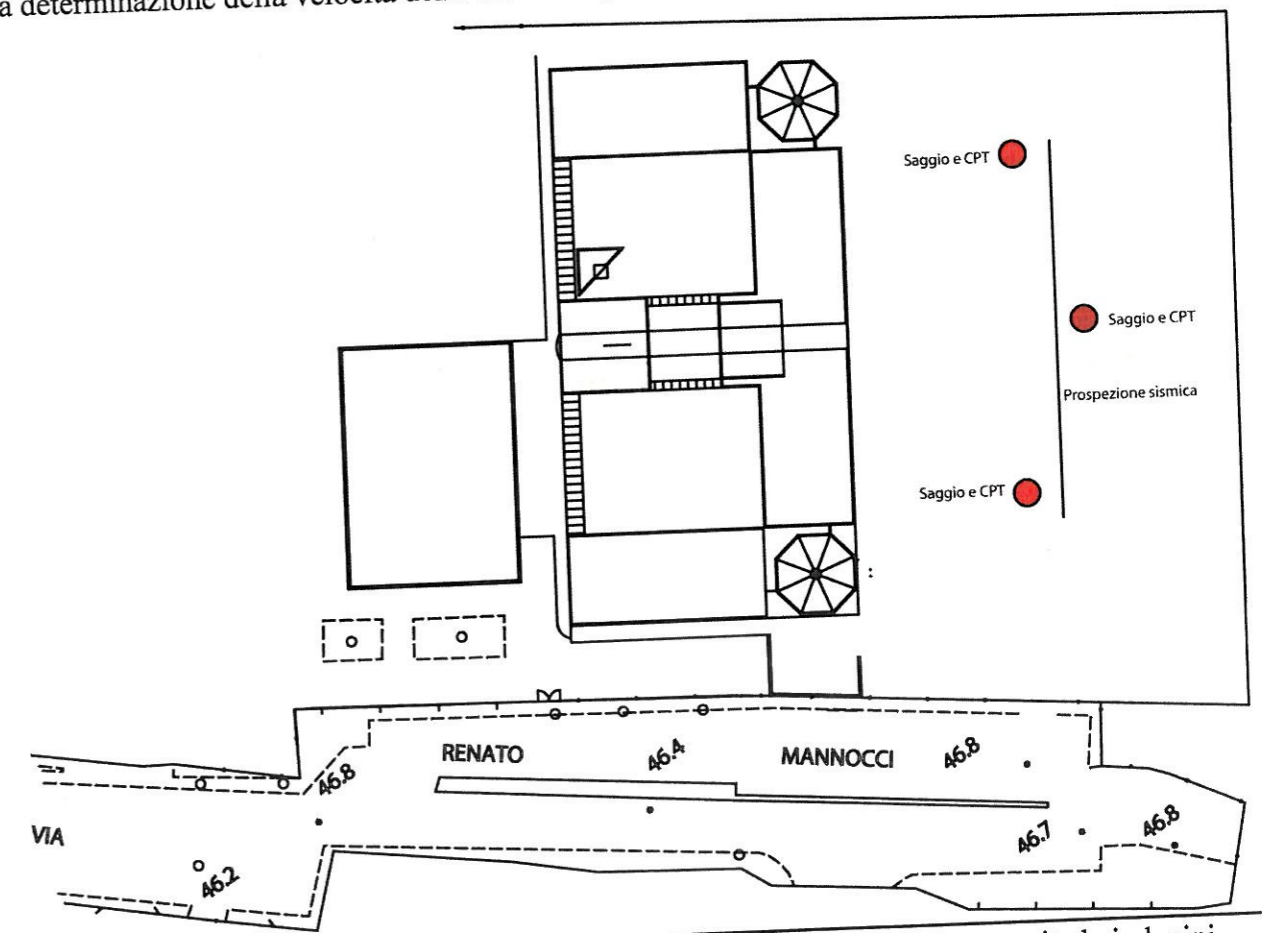 a determinazione della velocità
Saggio e CPT
Saggio e CPT
Prospezione sismica
Saggio e CPT
RENATO
46.4
MANNOCCI
46.8
46.8
VIA
46.7
46.8
46.2
indagini